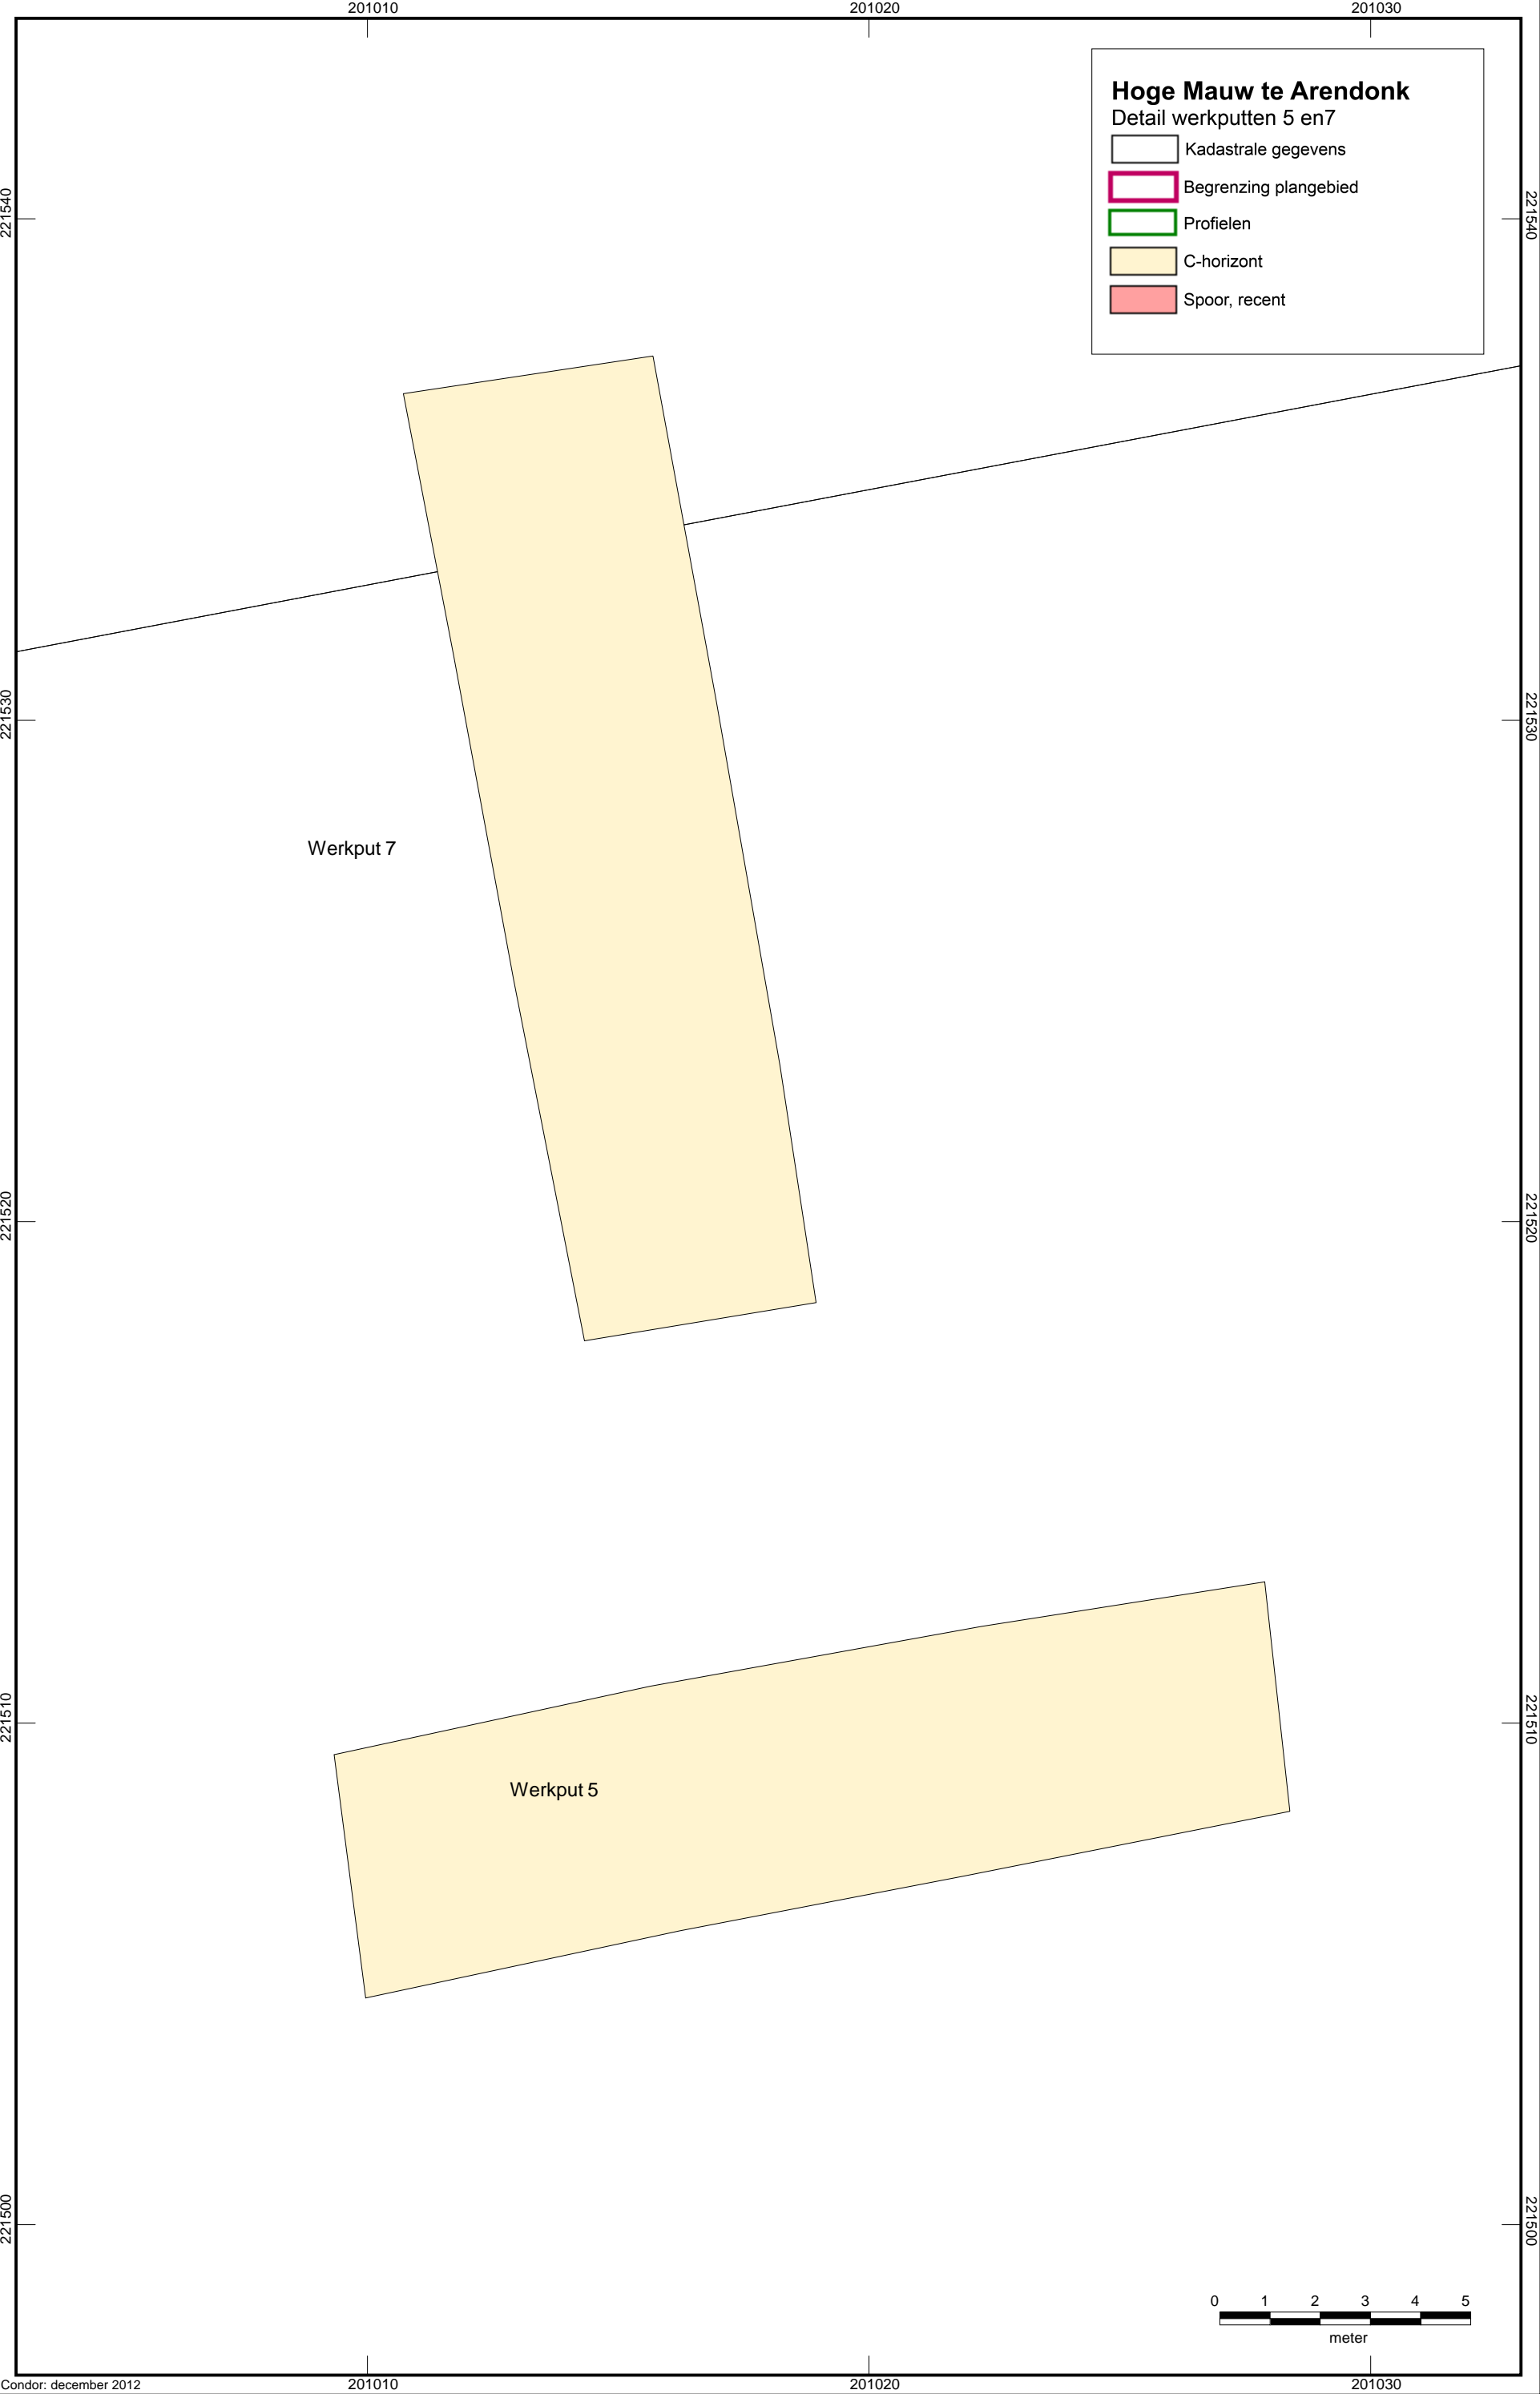 201010 201020 201030
Hoge Mauw te Arendonk
Detail werkputten 5 en7
Kadastrale gegevens
Begrenzing plangebied
Profielen
C-horizont
Spoor, recent
221540 221540
221530 221530
Werkput 7
221520 221520
221510 221510
Werkput 5
221500 221500
0 1 2 3 4 5
meter
Condor: december 2012
201010 201020 201030